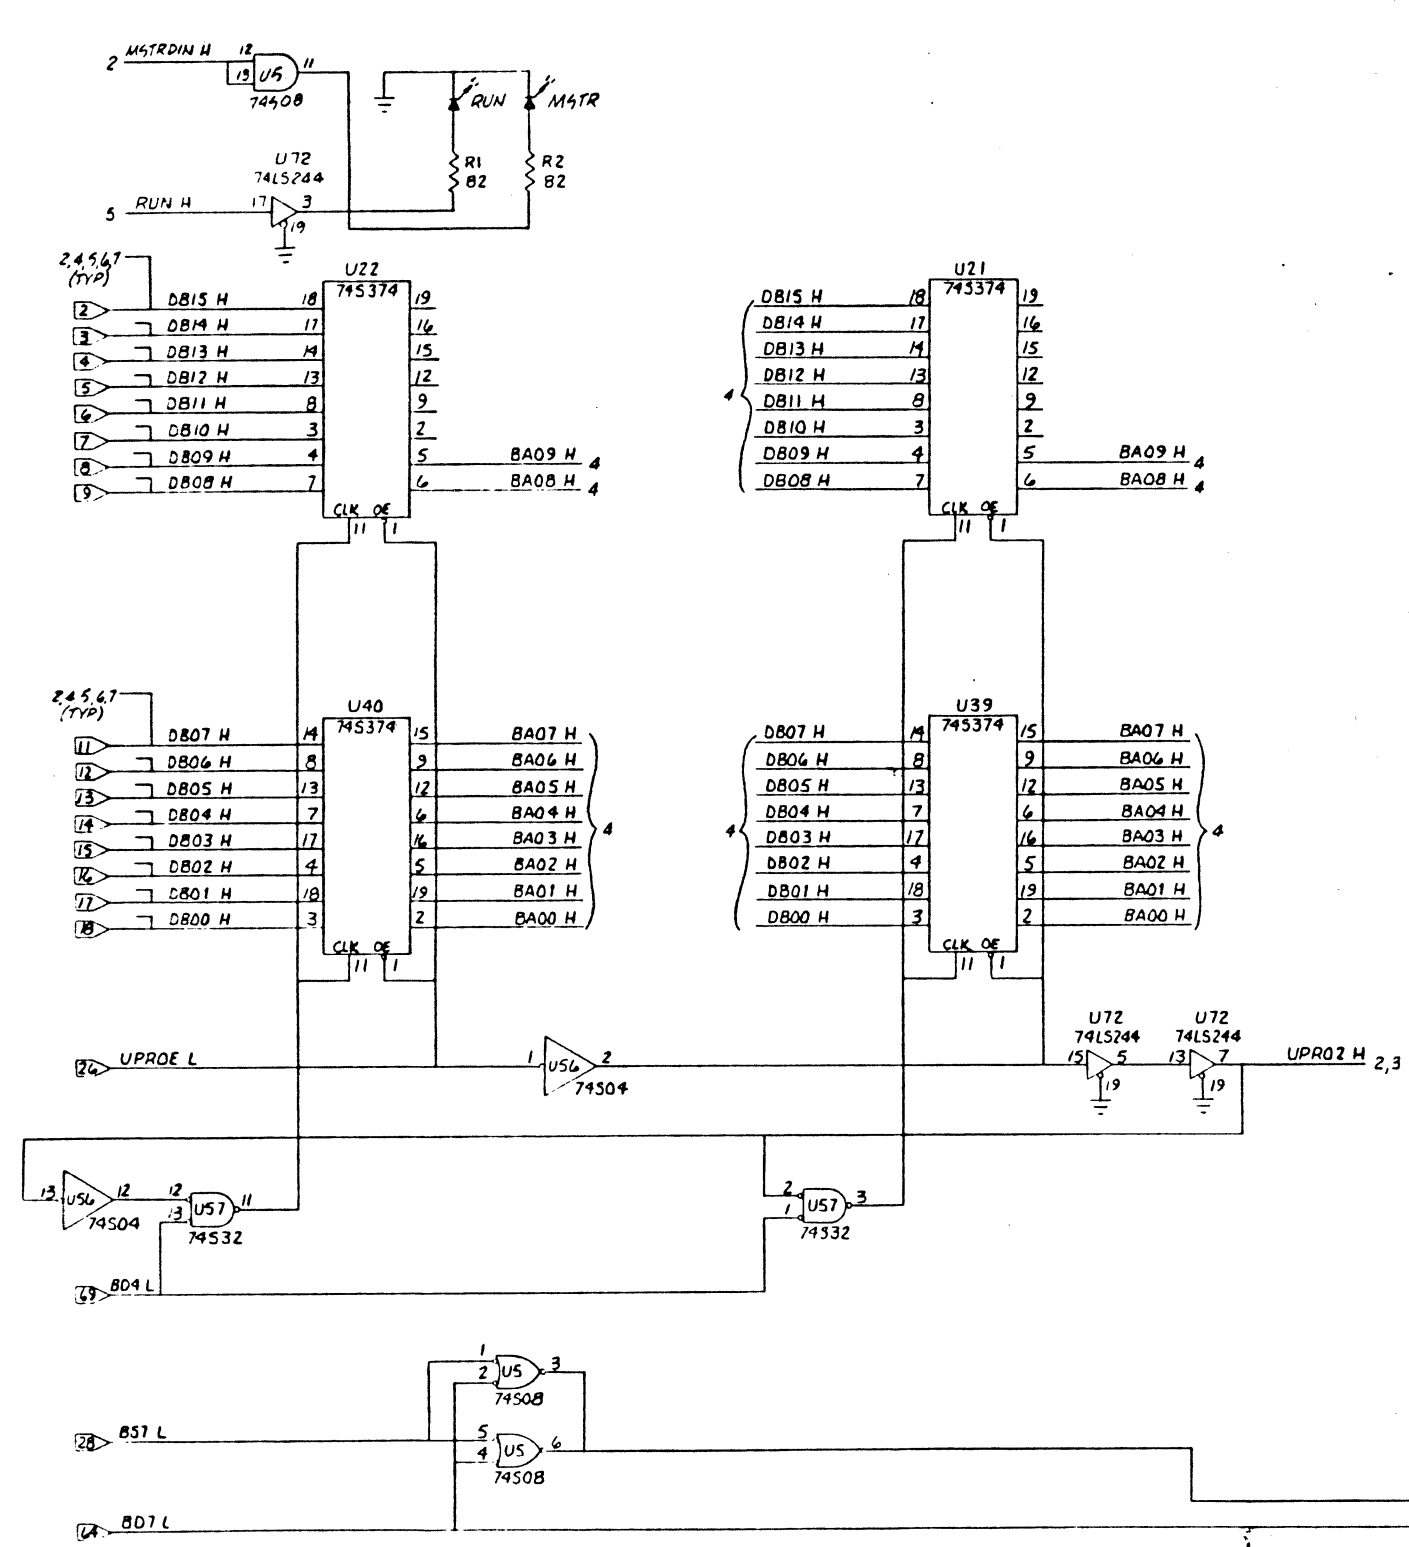 2 MSTRDIN H 12 13 U5 11
74S08
RUN MSTR
R1 82
R2 82
U72
74LS244
5 RUN H 17 3 19
2,4,5,6,7
(TYP)
U22
74S374
2 DB15 H 18 19
3 DB14 H 17 16
4 DB13 H 14 15
5 DB12 H 13 12
6 DB11 H 8 9
7 DB10 H 3 2
8 DB09 H 4 5 BA09 H 4
9 DB08 H 7 6 BA08 H 4
CLK OE
11 1
U21
74S374
4
DB15 H 18 19
DB14 H 17 16
DB13 H 14 15
DB12 H 13 12
DB11 H 8 9
DB10 H 3 2
DB09 H 4 5 BA09 H 4
DB08 H 7 6 BA08 H 4
CLK OE
11 1
2,4,5,6,7
(TYP)
U40
74S374
11 DB07 H 14 15 BA07 H
12 DB06 H 8 9 BA06 H
13 DB05 H 13 12 BA05 H
14 DB04 H 7 6 BA04 H
4
15 DB03 H 17 16 BA03 H
16 DB02 H 4 5 BA02 H
17 DB01 H 18 19 BA01 H
18 DB00 H 3 2 BA00 H
CLK OE
11 1
U39
74S374
DB07 H 14 15 BA07 H
DB06 H 8 9 BA06 H
DB05 H 13 12 BA05 H
DB04 H 7 6 BA04 H
4 4
DB03 H 17 16 BA03 H
DB02 H 4 5 BA02 H
DB01 H 18 19 BA01 H
DB00 H 3 2 BA00 H
CLK OE
11 1
26 UPROE L 1 U56 2
74S04
U72
74LS244
15 5 19
U72
74LS244
13 7 19
UPRO2 H 2,3
13 U56 12
74S04
12 13 U57 11
74S32
2 1 U57 3
74S32
69 BD4 L
1 2 U5 3
74S08
28 BS7 L 5 4 U5 6
74S08
64 BD7 L